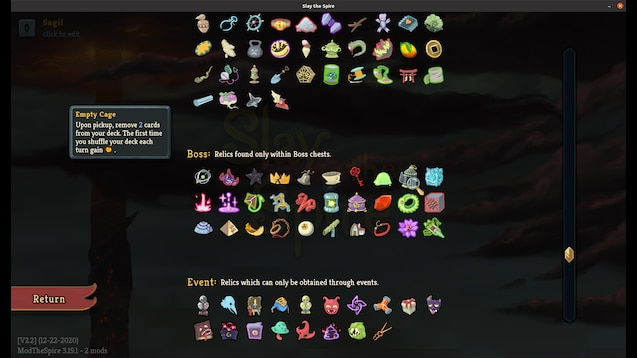 Slay the Spire
0
Sagil
click to edit
Empty Cage
Upon pickup, remove 2 cards
from your deck. The first time
you shuffle your deck each
turn gain .
Boss: Relics found only within Boss chests.
Event: Relics which can only be obtained through events.
Return
[V2.2] (12-22-2020)
ModTheSpire 3.19.1 - 2 mods